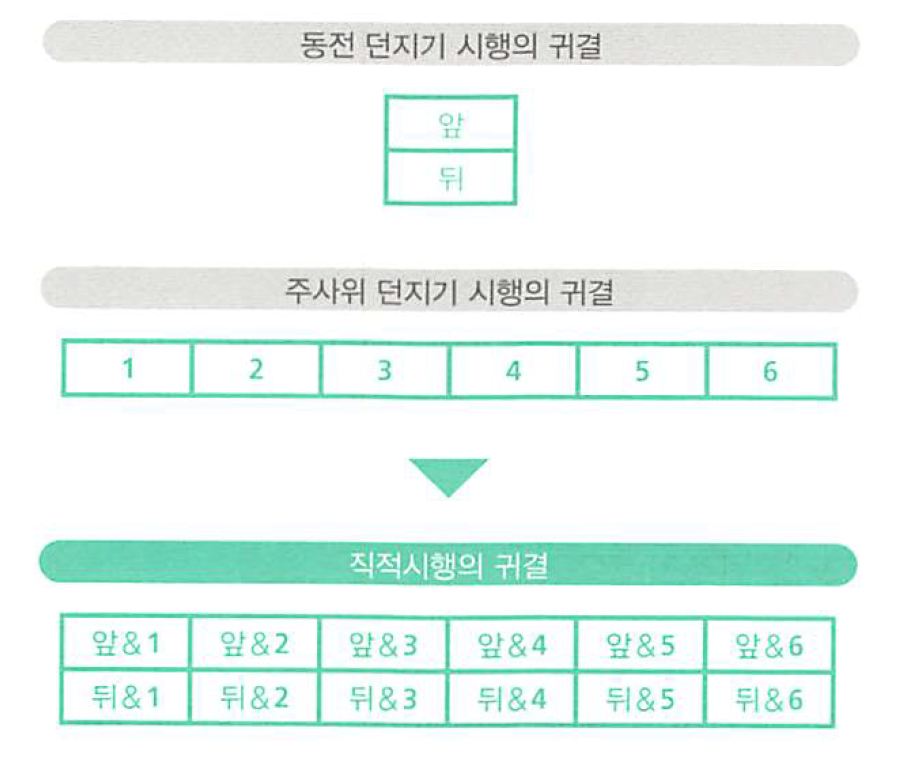 동전 던지기 시행의 귀결
앞
뒤
주사위 던지기 시행의 귀결
1 2 3 4 5 6
직적시행의 귀결
앞&1 앞&2 앞&3 앞&4 앞&5 앞&6
뒤&1 뒤&2 뒤&3 뒤&4 뒤&5 뒤&6